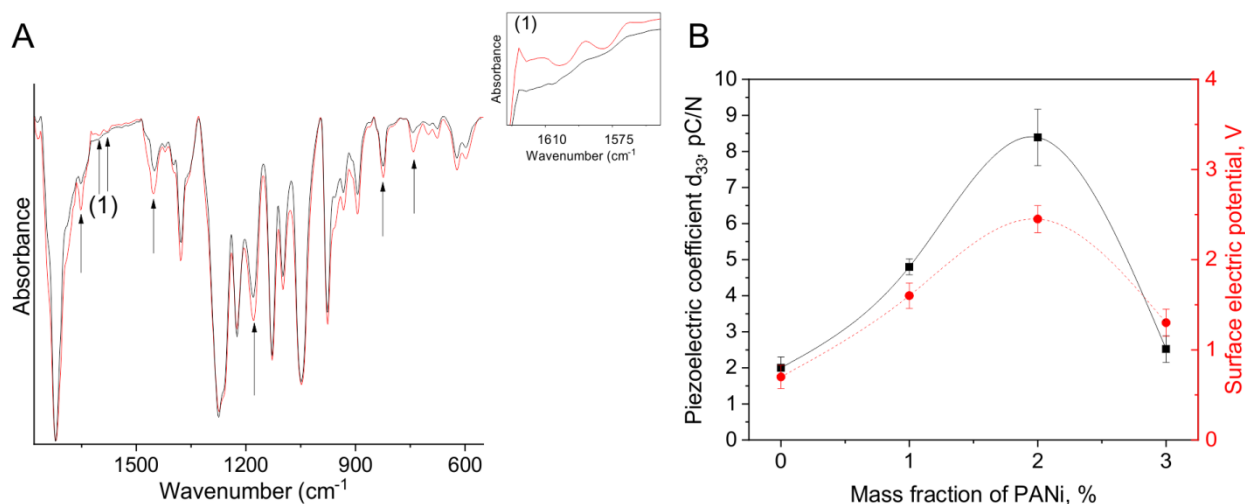 A
Absorbance
(1)
1500 1200 900 600
Wavenumber (cm⁻¹
(1)
Absorbance
1610 1575
Wavenumber (cm⁻¹
B
Piezoelectric coefficient d₃₃, pC/N
10
9
8
7
6
5
4
3
2
1
0
0 1 2 3
Mass fraction of PANi, %
4
3
2
1
0
Surface electric potential, V